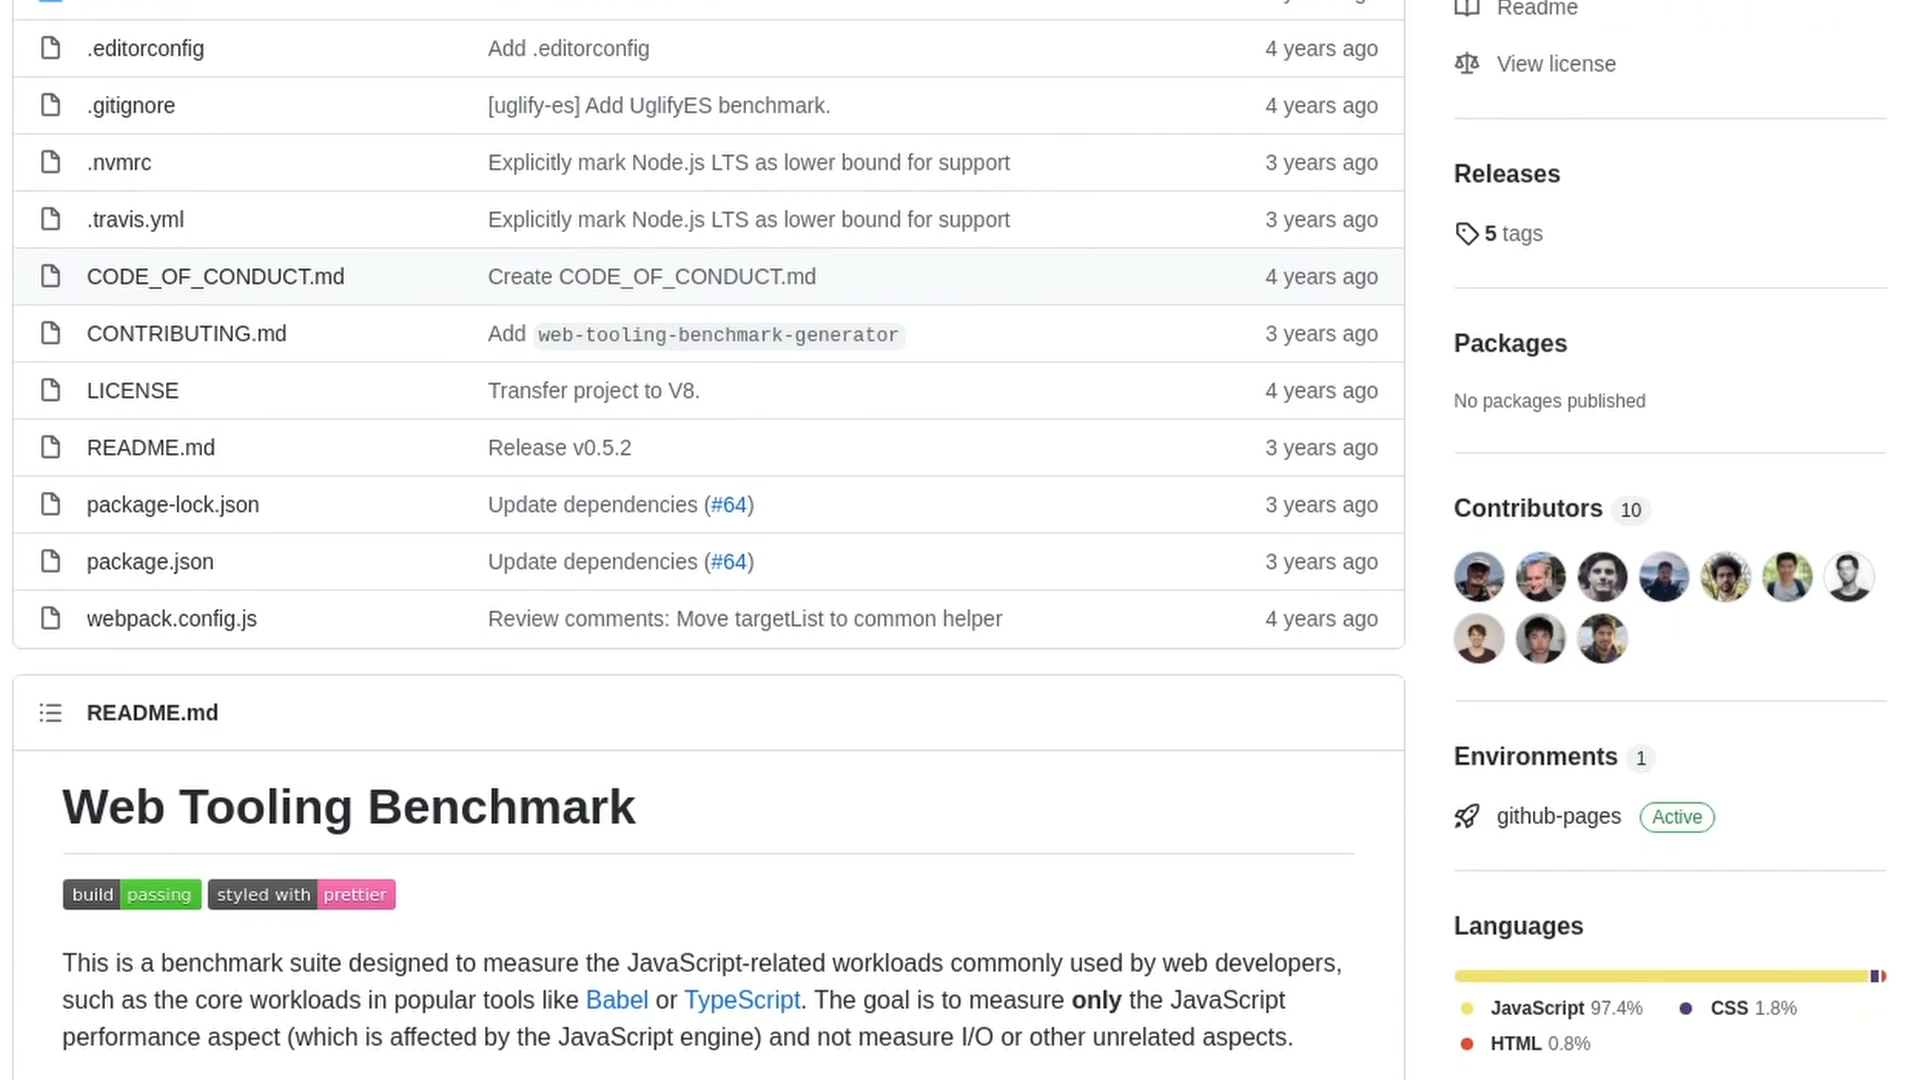 .editorconfig Add .editorconfig 4 years ago
.gitignore [uglify-es] Add UglifyES benchmark. 4 years ago
.nvmrc Explicitly mark Node.js LTS as lower bound for support 3 years ago
.travis.yml Explicitly mark Node.js LTS as lower bound for support 3 years ago
CODE_OF_CONDUCT.md Create CODE_OF_CONDUCT.md 4 years ago
CONTRIBUTING.md Add web-tooling-benchmark-generator 3 years ago
LICENSE Transfer project to V8. 4 years ago
README.md Release v0.5.2 3 years ago
package-lock.json Update dependencies (#64) 3 years ago
package.json Update dependencies (#64) 3 years ago
webpack.config.js Review comments: Move targetList to common helper 4 years ago
README.md
Web Tooling Benchmark
build passing styled with prettier
This is a benchmark suite designed to measure the JavaScript-related workloads commonly used by web developers,
such as the core workloads in popular tools like Babel or TypeScript. The goal is to measure only the JavaScript
performance aspect (which is affected by the JavaScript engine) and not measure I/O or other unrelated aspects.
Readme
View license
Releases
5 tags
Packages
No packages published
Contributors 10
Environments 1
github-pages Active
Languages
JavaScript 97.4% CSS 1.8%
HTML 0.8%